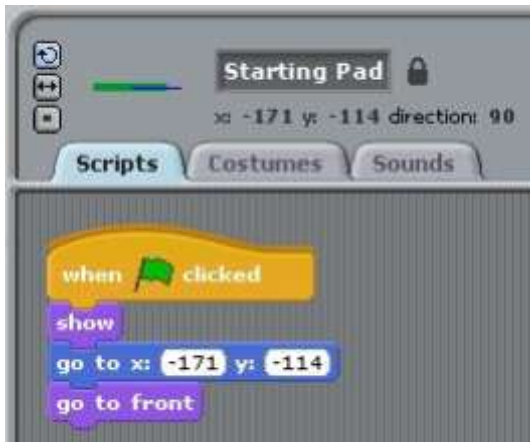 Starting Pad
x: -171 y: -114 direction: 90
Scripts Costumes Sounds
when clicked
show
go to x: -171 y: -114
go to front